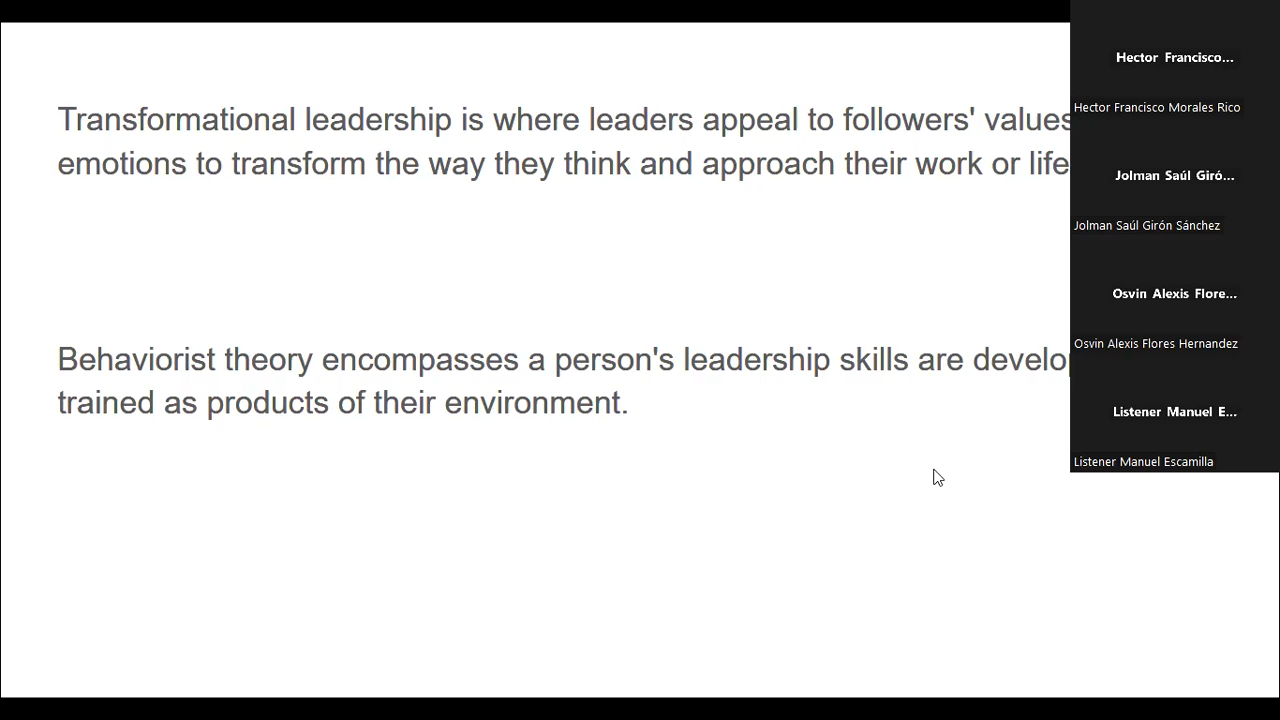 Transformational leadership is where leaders appeal to followers' values
emotions to transform the way they think and approach their work or life
Behaviorist theory encompasses a person's leadership skills are develop
trained as products of their environment.
Hector Francisco...
Hector Francisco Morales Rico
Jolman Saúl Giró...
Jolman Saúl Girón Sánchez
Osvin Alexis Flore...
Osvin Alexis Flores Hernandez
Listener Manuel E...
Listener Manuel Escamilla